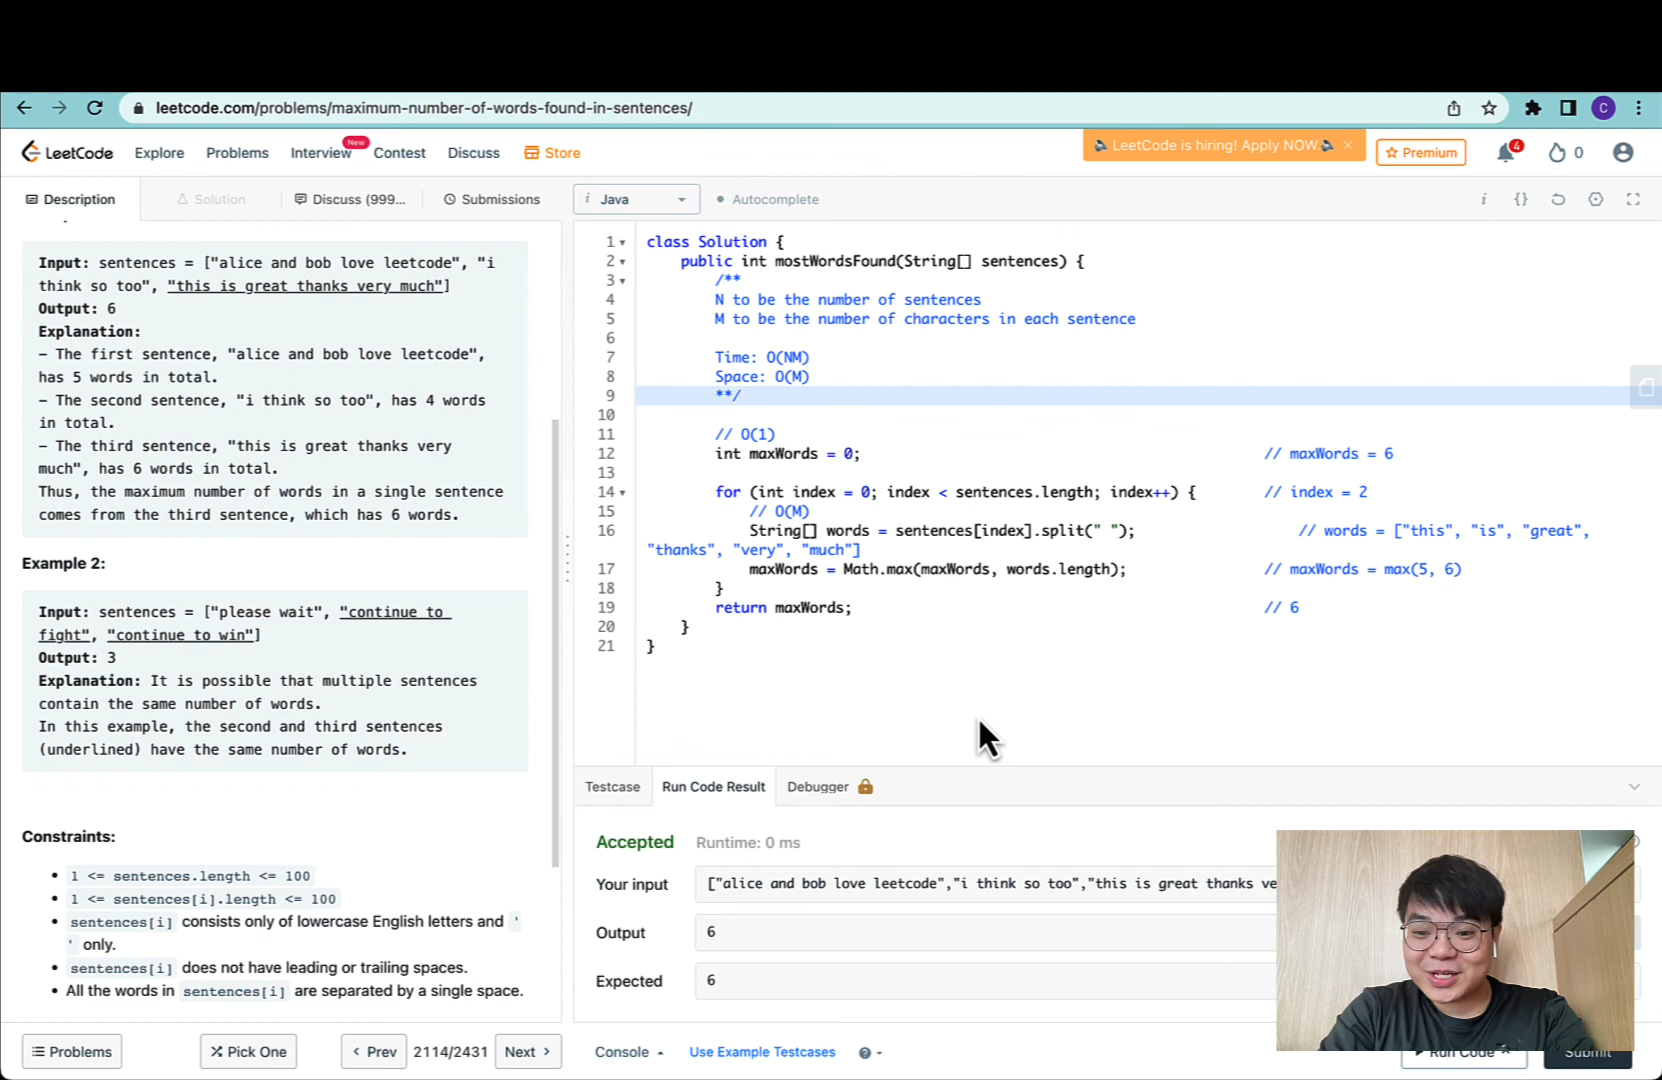 leetcode.com/problems/maximum-number-of-words-found-in-sentences/
C
LeetCode
Explore
Problems
Interview
New
Contest
Discuss
Store
LeetCode is hiring! Apply NOW
Premium
4
0
Description
Solution
Discuss (999...
Submissions
i Java
Autocomplete
Input: sentences = ["alice and bob love leetcode", "i
think so too", "this is great thanks very much"]
Output: 6
Explanation:
- The first sentence, "alice and bob love leetcode",
has 5 words in total.
- The second sentence, "i think so too", has 4 words
in total.
- The third sentence, "this is great thanks very
much", has 6 words in total.
Thus, the maximum number of words in a single sentence
comes from the third sentence, which has 6 words.
Example 2:
Input: sentences = ["please wait", "continue to
fight", "continue to win"]
Output: 3
Explanation: It is possible that multiple sentences
contain the same number of words.
In this example, the second and third sentences
(underlined) have the same number of words.
Constraints:
• 1 <= sentences.length <= 100
• 1 <= sentences[i].length <= 100
• sentences[i] consists only of lowercase English letters and '
' only.
• sentences[i] does not have leading or trailing spaces.
• All the words in sentences[i] are separated by a single space.
Problems
Pick One
< Prev
2114/2431
Next >
1 class Solution {
2 public int mostWordsFound(String[] sentences) {
3 /**
4 N to be the number of sentences
5 M to be the number of characters in each sentence
6
7 Time: O(NM)
8 Space: O(M)
9 **/
10
11 // O(1)
12 int maxWords = 0; // maxWords = 6
13
14 for (int index = 0; index < sentences.length; index++) { // index = 2
15 // O(M)
16 String[] words = sentences[index].split(" "); // words = ["this", "is", "great",
"thanks", "very", "much"]
17 maxWords = Math.max(maxWords, words.length); // maxWords = max(5, 6)
18 }
19 return maxWords; // 6
20 }
21 }
Testcase
Run Code Result
Debugger
Accepted
Runtime: 0 ms
Your input
["alice and bob love leetcode","i think so too","this is great thanks ve
Output
6
Expected
6
Console
Use Example Testcases
Run Code
Submit